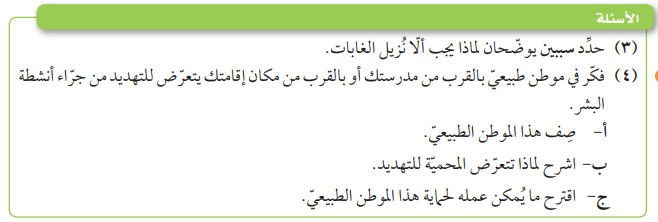 الأسئلة
(٣) حدِّد سببين يوضّحان لماذا يجب ألّا نُزيل الغابات.
(٤) فكّر في موطن طبيعيّ بالقرب من مدرستك أو بالقرب من مكان إقامتك يتعرّض للتهديد من جرّاء أنشطة
البشر.
أ- صِف هذا الموطن الطبيعيّ.
ب- اشرح لماذا تتعرّض المحميّة للتهديد.
ج- اقترح ما يُمكن عمله لحماية هذا الموطن الطبيعيّ.